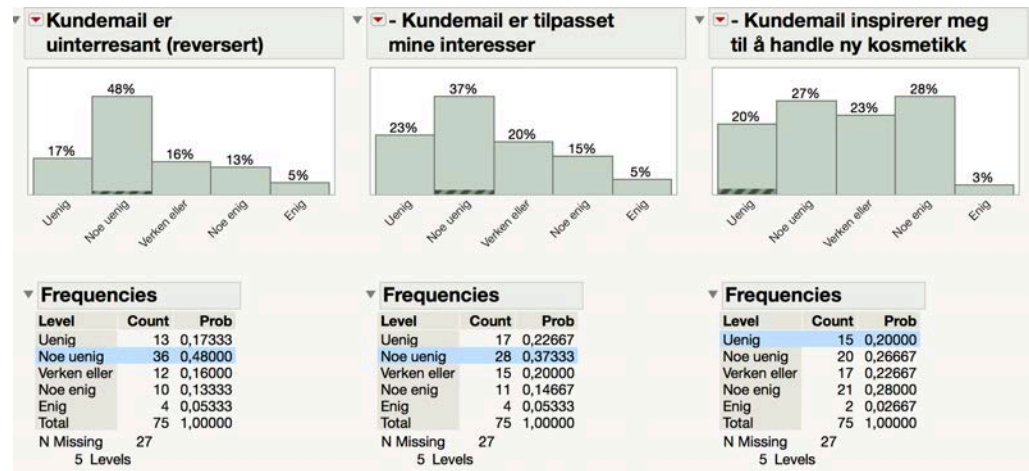 Kundemail er
uinterresant (reversert)
48%
17%
16%
13%
5%
Uenig
Noe uenig
Verken eller
Noe enig
Enig
Frequencies
Level Count Prob
Uenig 13 0,17333
Noe uenig 36 0,48000
Verken eller 12 0,16000
Noe enig 10 0,13333
Enig 4 0,05333
Total 75 1,00000
N Missing 27
5 Levels
- Kundemail er tilpasset
mine interesser
37%
23%
20%
15%
5%
Uenig
Noe uenig
Verken eller
Noe enig
Enig
Frequencies
Level Count Prob
Uenig 17 0,22667
Noe uenig 28 0,37333
Verken eller 15 0,20000
Noe enig 11 0,14667
Enig 4 0,05333
Total 75 1,00000
N Missing 27
5 Levels
- Kundemail inspirerer meg
til å handle ny kosmetikk
20%
27%
23%
28%
3%
Uenig
Noe uenig
Verken eller
Noe enig
Enig
Frequencies
Level Count Prob
Uenig 15 0,20000
Noe uenig 20 0,26667
Verken eller 17 0,22667
Noe enig 21 0,28000
Enig 2 0,02667
Total 75 1,00000
N Missing 27
5 Levels